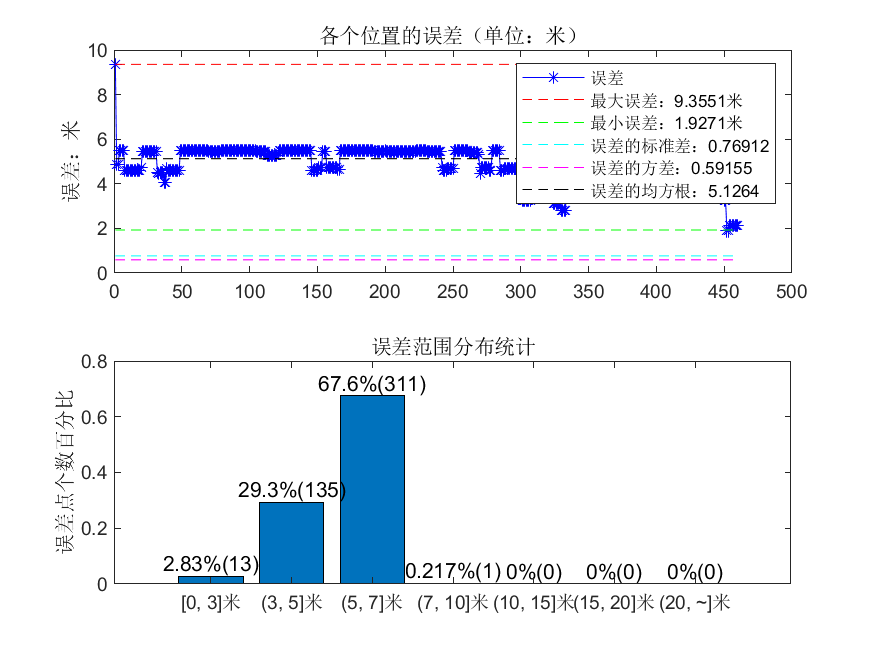 各个位置的误差（单位：米）
10
8
6
4
2
0
误差：米
误差
最大误差：9.3551米
最小误差：1.9271米
误差的标准差：0.76912
误差的方差：0.59155
误差的均方根：5.1264
0 50 100 150 200 250 300 350 400 450 500
误差范围分布统计
0.8
0.6
0.4
0.2
0
误差点个数百分比
67.6%(311)
29.3%(135)
2.83%(13)
0.217%(1) 0%(0) 0%(0) 0%(0)
[0, 3]米 (3, 5]米 (5, 7]米 (7, 10]米 (10, 15]米 (15, 20]米 (20, ~]米